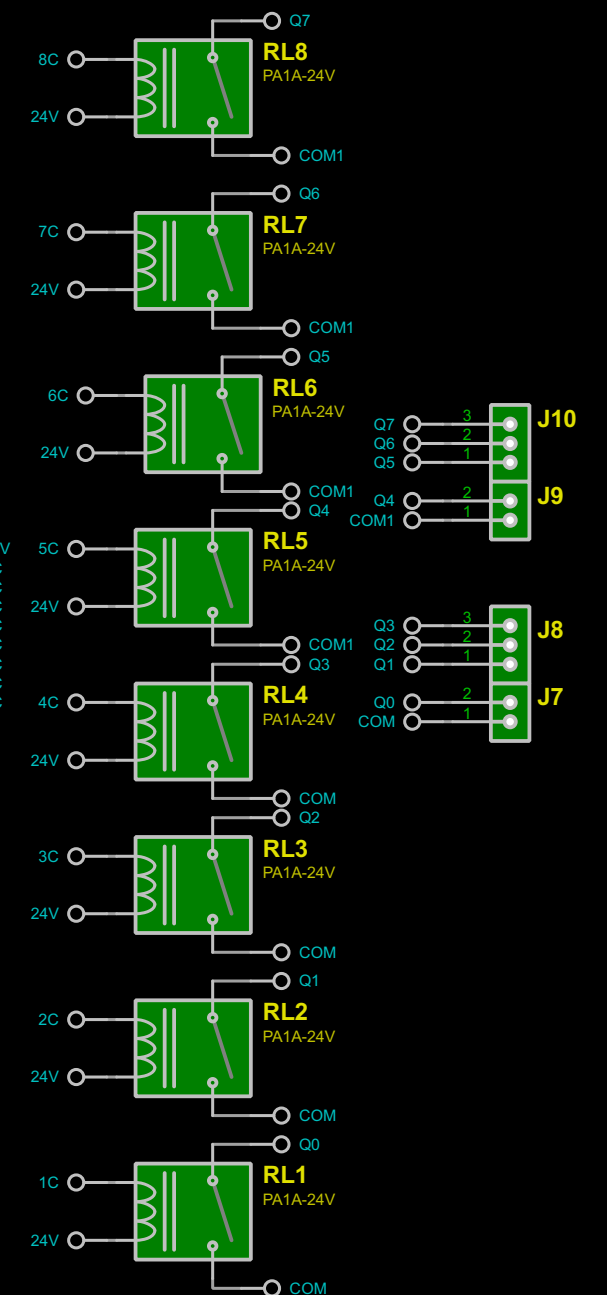 Q7
8C
RL8
PA1A-24V
24V
COM1
Q6
7C
RL7
PA1A-24V
24V
COM1
Q5
6C
RL6
PA1A-24V
24V
COM1
Q4
5C
RL5
PA1A-24V
24V
COM1
Q3
4C
RL4
PA1A-24V
24V
COM
Q2
3C
RL3
PA1A-24V
24V
COM
Q1
2C
RL2
PA1A-24V
24V
COM
Q0
1C
RL1
PA1A-24V
24V
COM
Q7 3 J10
Q6 2
Q5 1
Q4 2 J9
COM1 1
Q3 3 J8
Q2 2
Q1 1
Q0 2 J7
COM 1